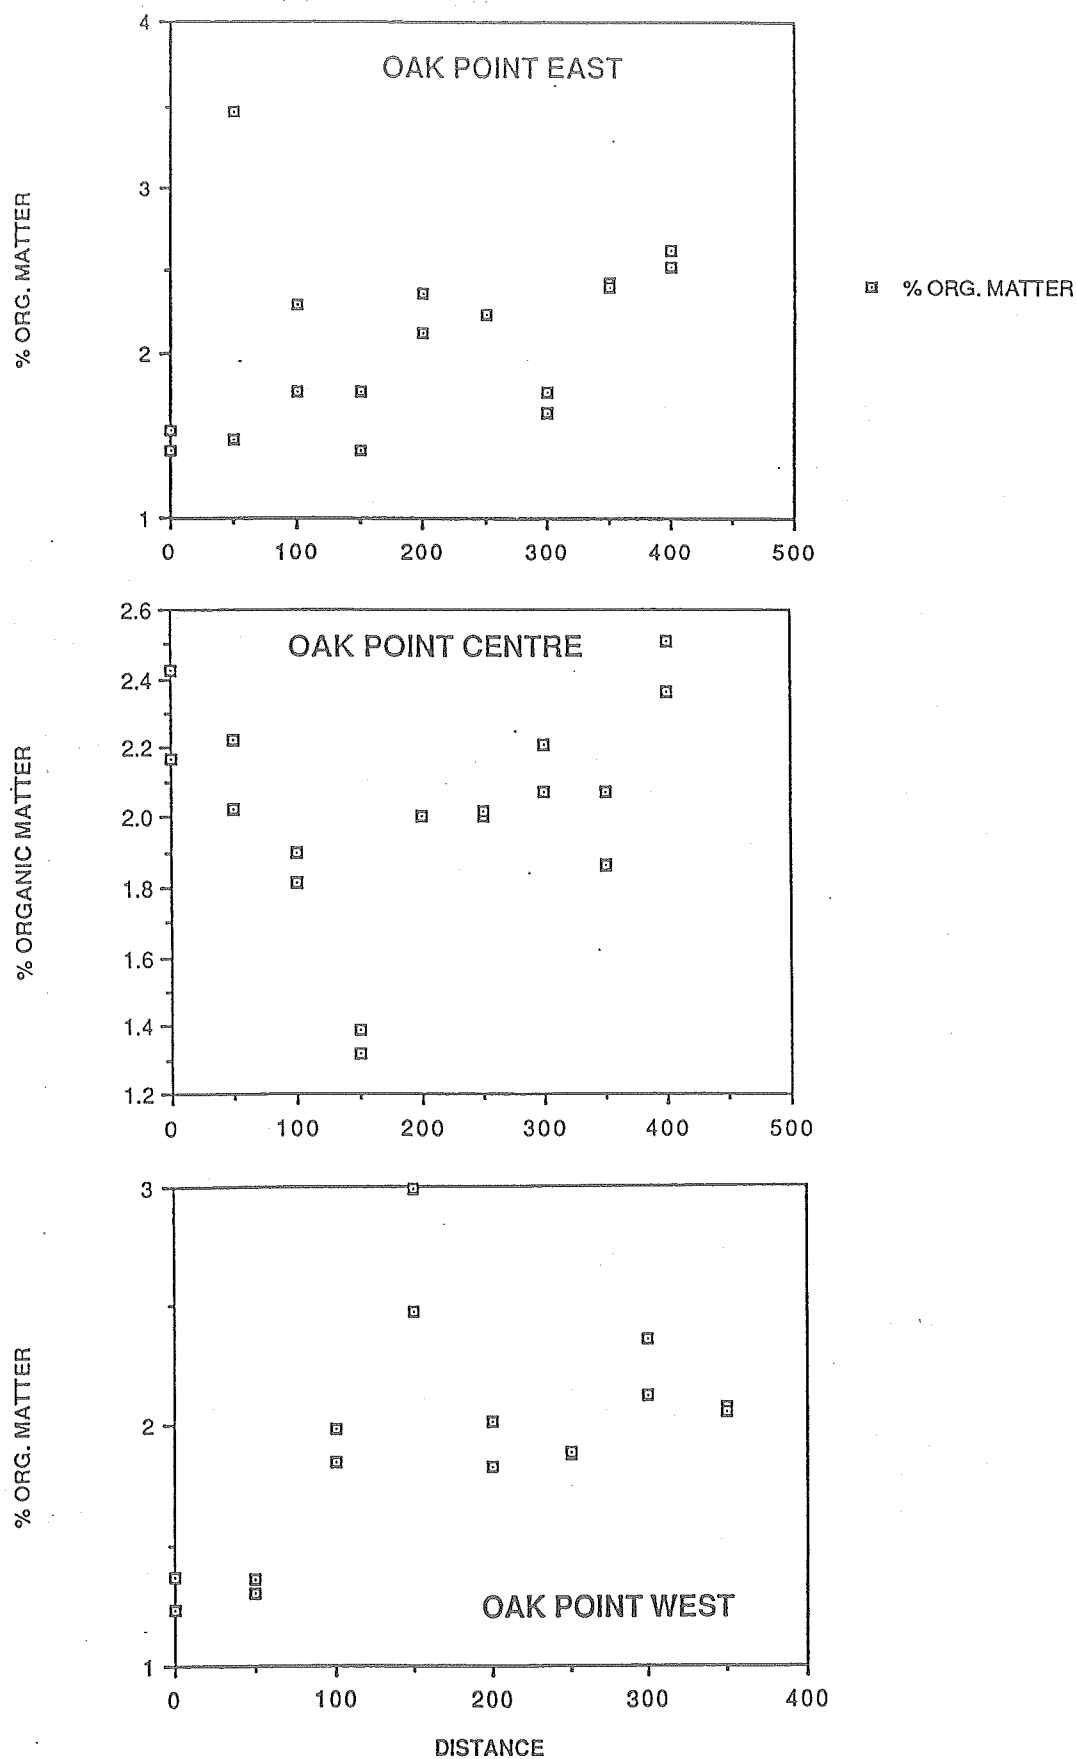 4
OAK POINT EAST
3
% ORG. MATTER
% ORG. MATTER
2
1
0 100 200 300 400 500
2.6
OAK POINT CENTRE
2.4
2.2
% ORGANIC MATTER
2.0
1.8
1.6
1.4
1.2
0 100 200 300 400 500
3
% ORG. MATTER
2
OAK POINT WEST
1
0 100 200 300 400
DISTANCE